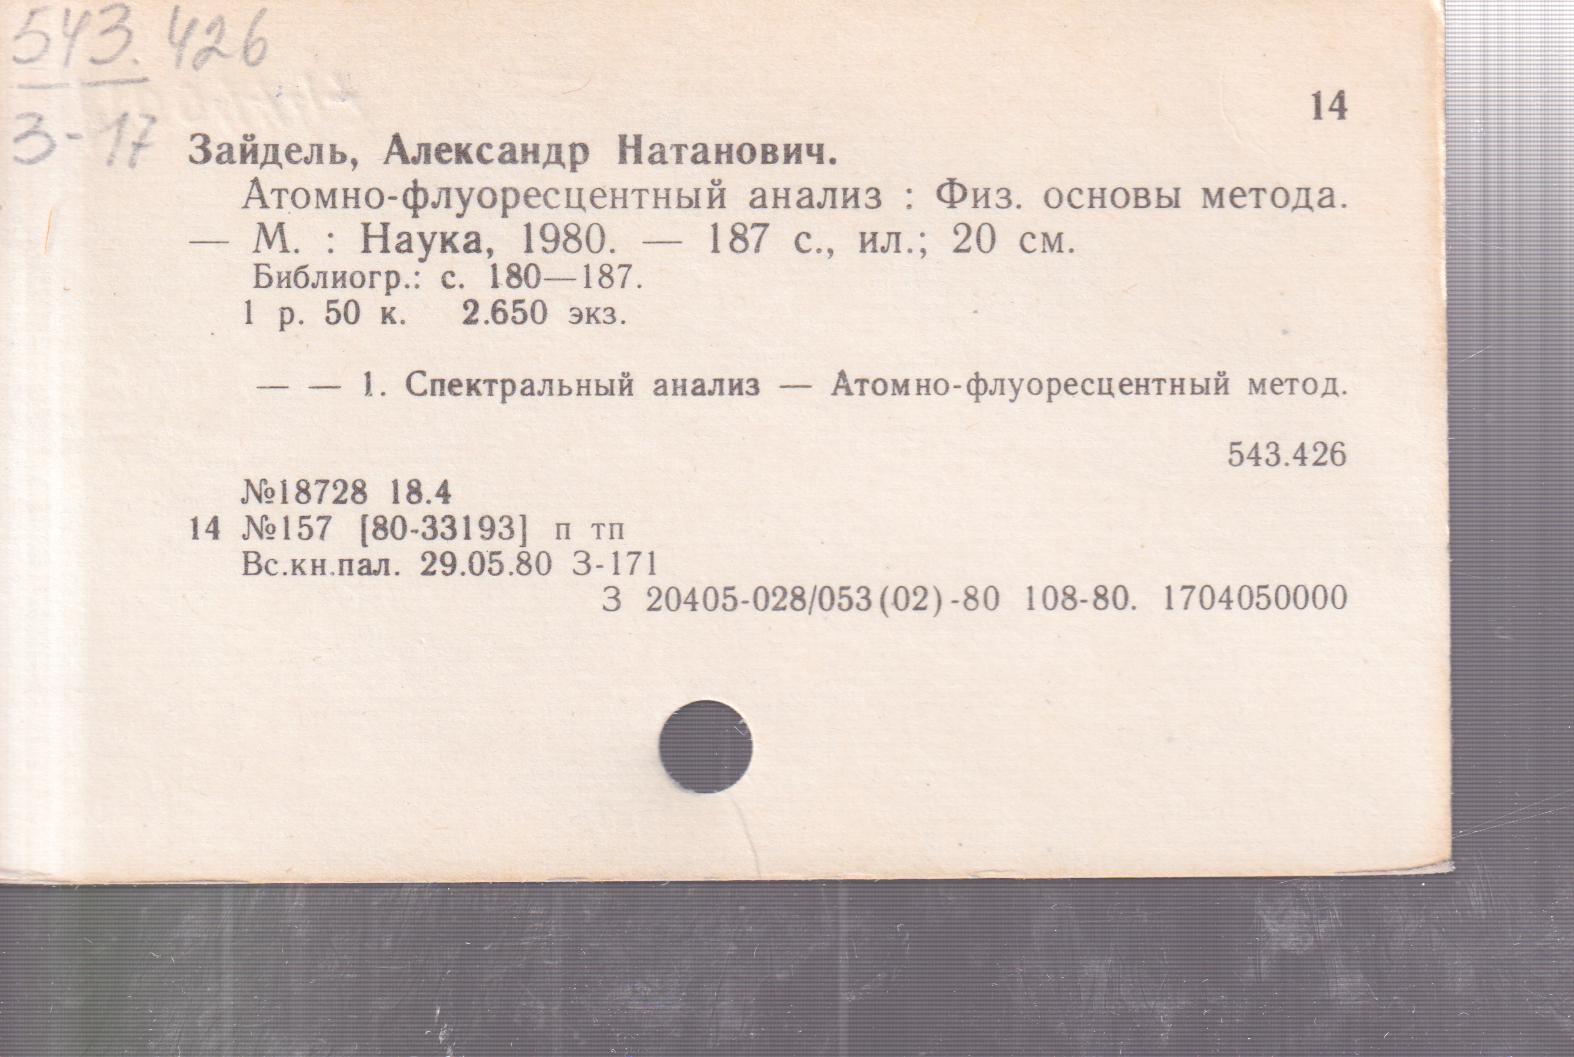 543.426
З-17
14
Зайдель, Александр Натанович.
Атомно-флуоресцентный анализ : Физ. основы метода.
— М. : Наука, 1980. — 187 с., ил.; 20 см.
Библиогр.: с. 180—187.
1 р. 50 к. 2.650 экз.
— — 1. Спектральный анализ — Атомно-флуоресцентный метод.
543.426
№18728 18.4
14 №157 [80-33193] п тп
Вс.кн.пал. 29.05.80 З-171
З 20405-028/053(02)-80 108-80. 1704050000